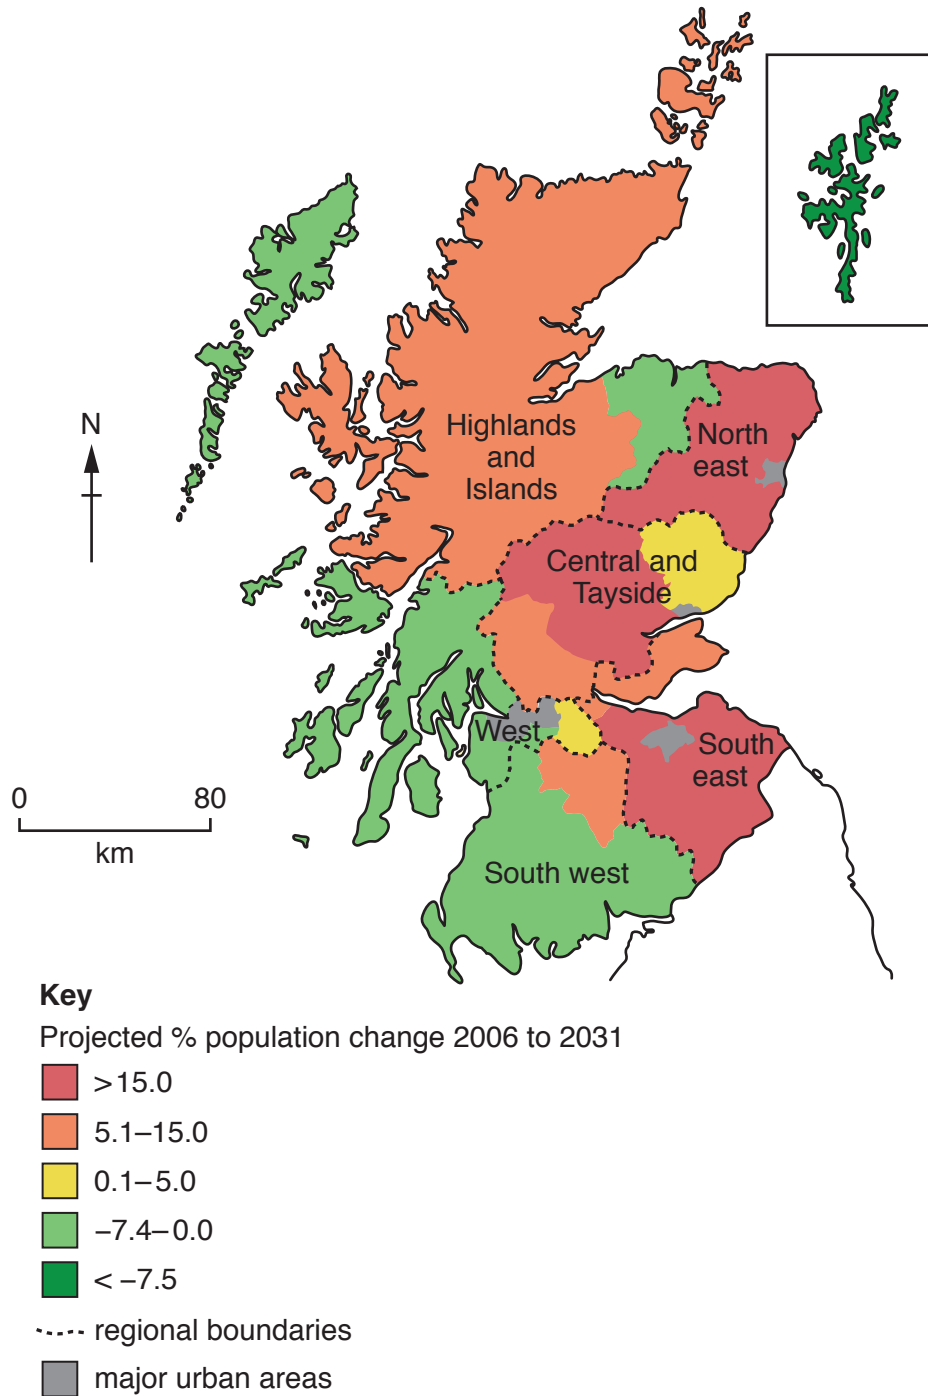 N
Highlands
and
Islands
North
east
Central and
Tayside
West
South
east
South west
0 80
km
Key
Projected % population change 2006 to 2031
>15.0
5.1–15.0
0.1–5.0
–7.4–0.0
< –7.5
regional boundaries
major urban areas